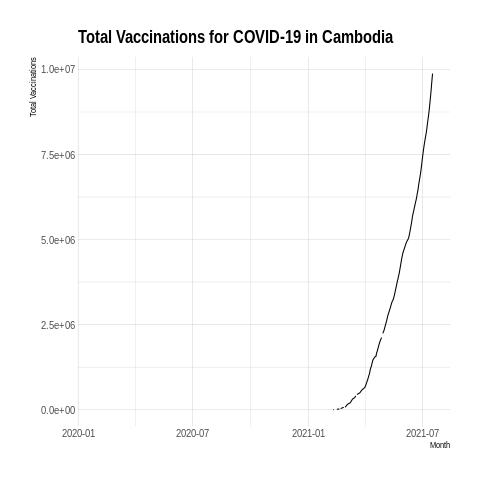 Total Vaccinations for COVID-19 in Cambodia
Total Vaccinations
1.0e+07
7.5e+06
5.0e+06
2.5e+06
0.0e+00
2020-01 2020-07 2021-01 2021-07
Month